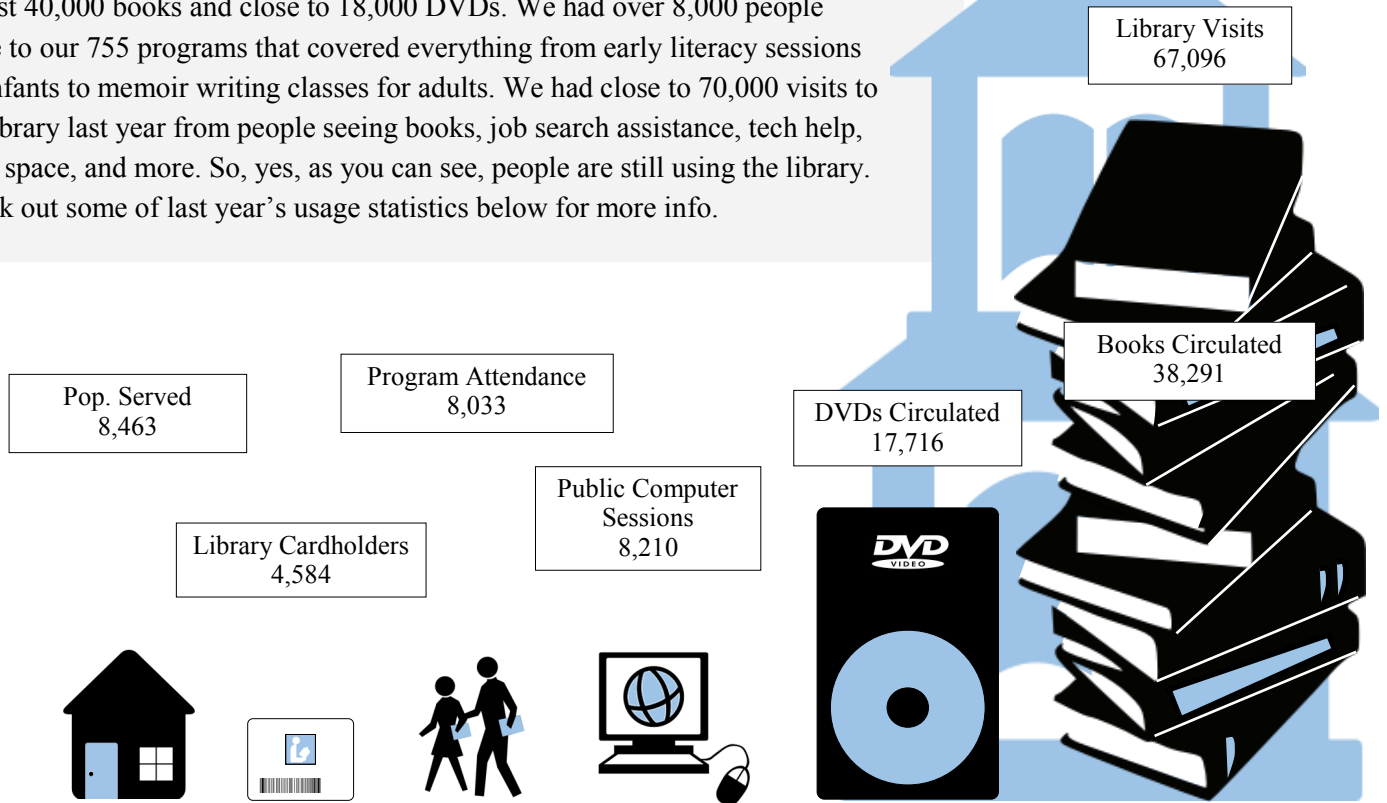 st 40,000 books and close to 18,000 DVDs. We had over 8,000 people
e to our 755 programs that covered everything from early literacy sessions
nfants to memoir writing classes for adults. We had close to 70,000 visits to
brary last year from people seeing books, job search assistance, tech help,
space, and more. So, yes, as you can see, people are still using the library.
k out some of last year’s usage statistics below for more info.
Library Visits
67,096
Books Circulated
38,291
Program Attendance
8,033
Pop. Served
8,463
DVDs Circulated
17,716
Public Computer
Sessions
8,210
Library Cardholders
4,584
DVD
VIDEO